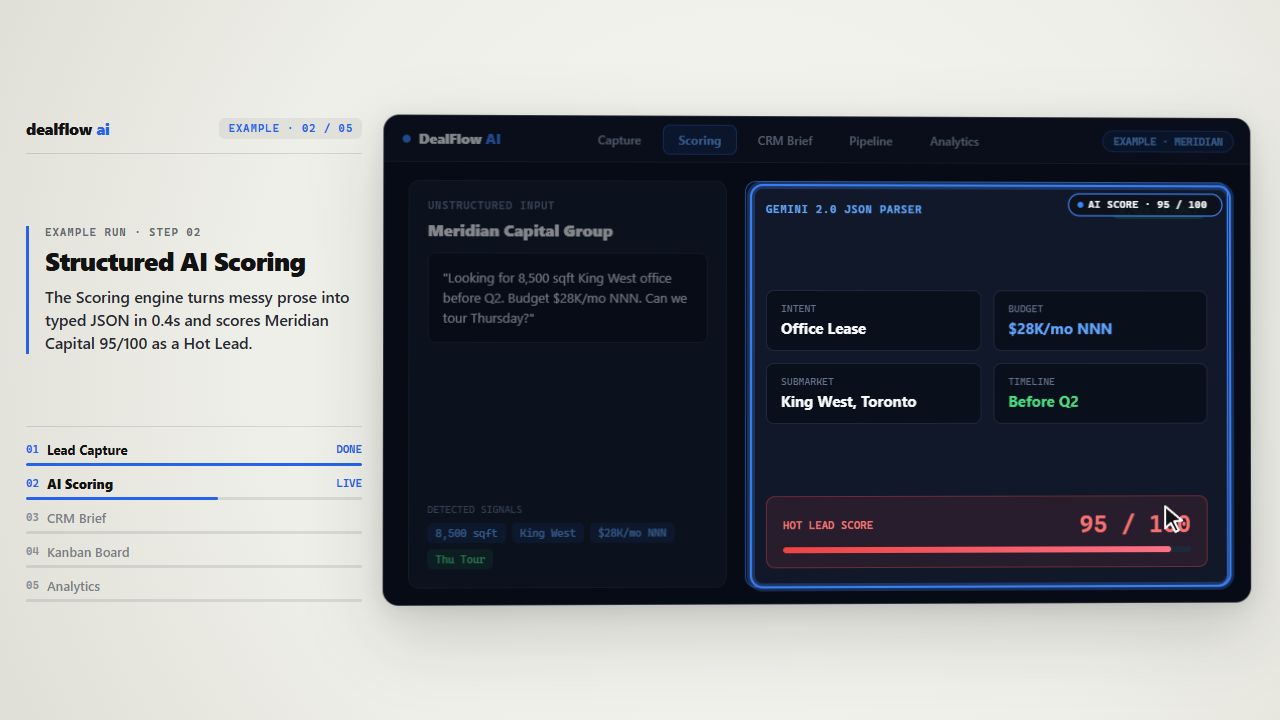 dealflow ai
EXAMPLE · 02 / 05
EXAMPLE RUN · STEP 02
Structured AI Scoring
The Scoring engine turns messy prose into
typed JSON in 0.4s and scores Meridian
Capital 95/100 as a Hot Lead.
01 Lead Capture DONE
02 AI Scoring LIVE
03 CRM Brief
04 Kanban Board
05 Analytics
DealFlow AI
Capture
Scoring
CRM Brief
Pipeline
Analytics
EXAMPLE · MERIDIAN
UNSTRUCTURED INPUT
Meridian Capital Group
"Looking for 8,500 sqft King West office
before Q2. Budget $28K/mo NNN. Can we
tour Thursday?"
DETECTED SIGNALS
8,500 sqft
King West
$28K/mo NNN
Thu Tour
GEMINI 2.0 JSON PARSER
AI SCORE · 95 / 100
INTENT
Office Lease
BUDGET
$28K/mo NNN
SUBMARKET
King West, Toronto
TIMELINE
Before Q2
HOT LEAD SCORE
95 / 100